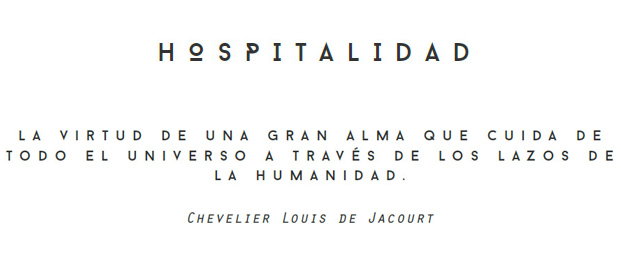 HOSPITALIDAD
LA VIRTUD DE UNA GRAN ALMA QUE CUIDA DE
TODO EL UNIVERSO A TRAVÉS DE LOS LAZOS DE
LA HUMANIDAD.
Chevelier Louis de Jacourt